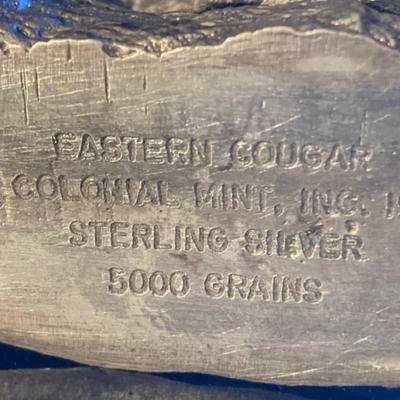 EASTERN COUGAR
COLONIAL MINT, INC.
STERLING SILVER
5000 GRAINS